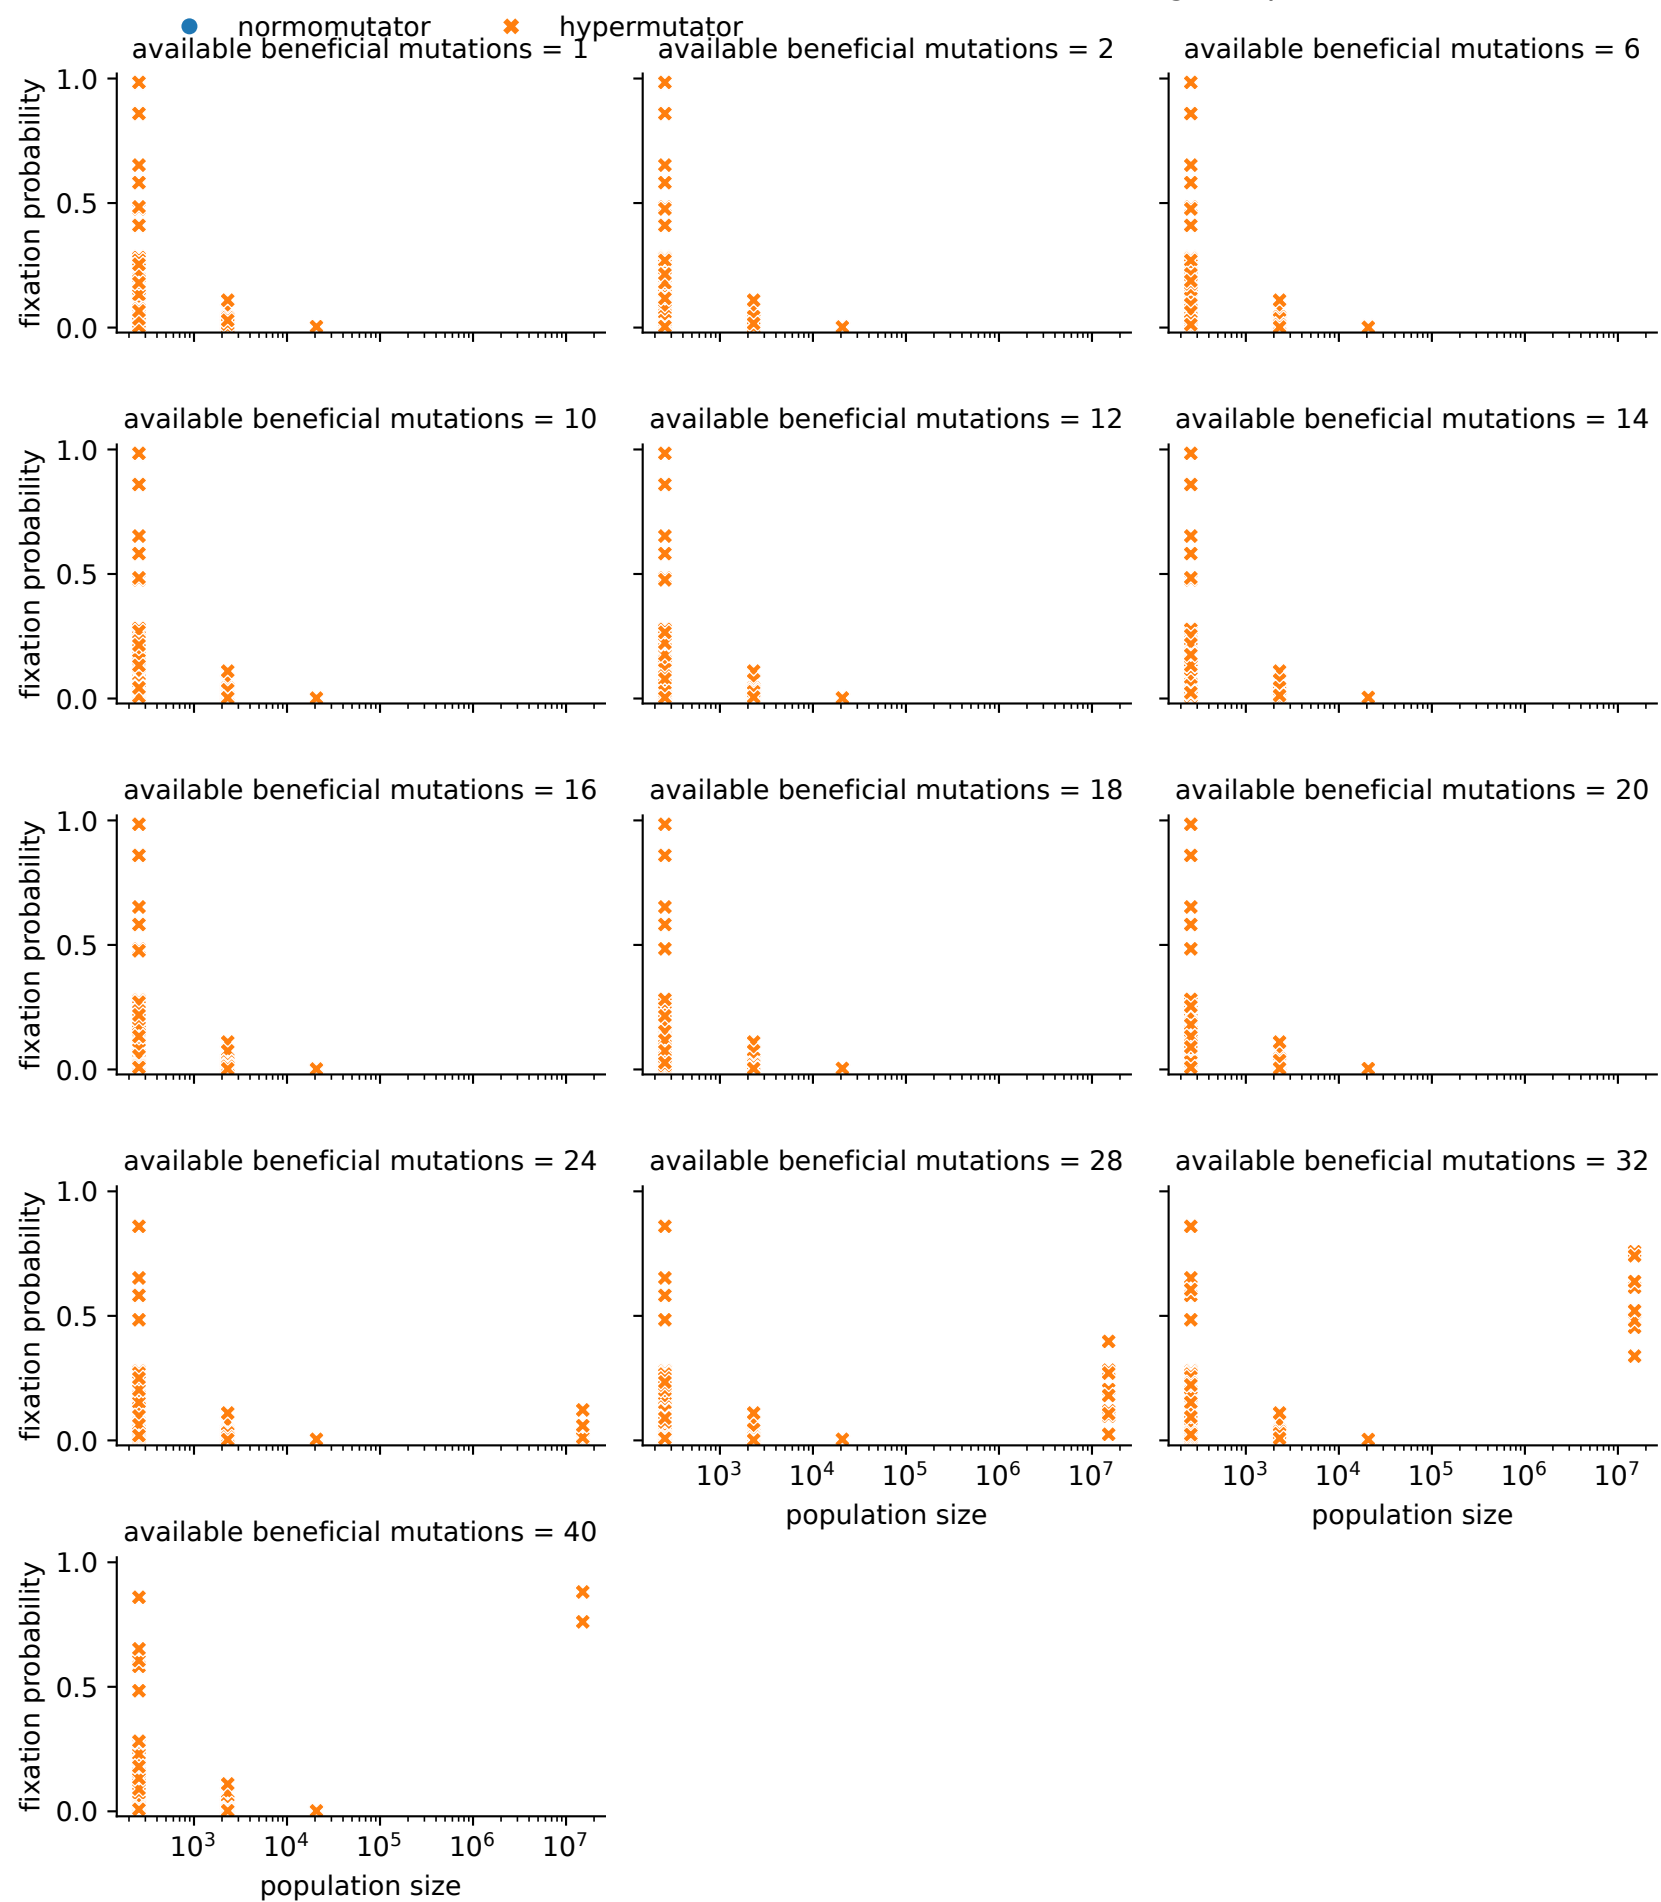 normomutator hypermutator
available beneficial mutations = 1 available beneficial mutations = 2 available beneficial mutations = 6
1.0
0.5
0.0
fixation probability
available beneficial mutations = 10 available beneficial mutations = 12 available beneficial mutations = 14
1.0
0.5
0.0
fixation probability
available beneficial mutations = 16 available beneficial mutations = 18 available beneficial mutations = 20
1.0
0.5
0.0
fixation probability
available beneficial mutations = 24 available beneficial mutations = 28 available beneficial mutations = 32
1.0
0.5
0.0
fixation probability
10³ 10⁴ 10⁵ 10⁶ 10⁷ 10³ 10⁴ 10⁵ 10⁶ 10⁷
population size population size
available beneficial mutations = 40
1.0
0.5
0.0
fixation probability
10³ 10⁴ 10⁵ 10⁶ 10⁷
population size